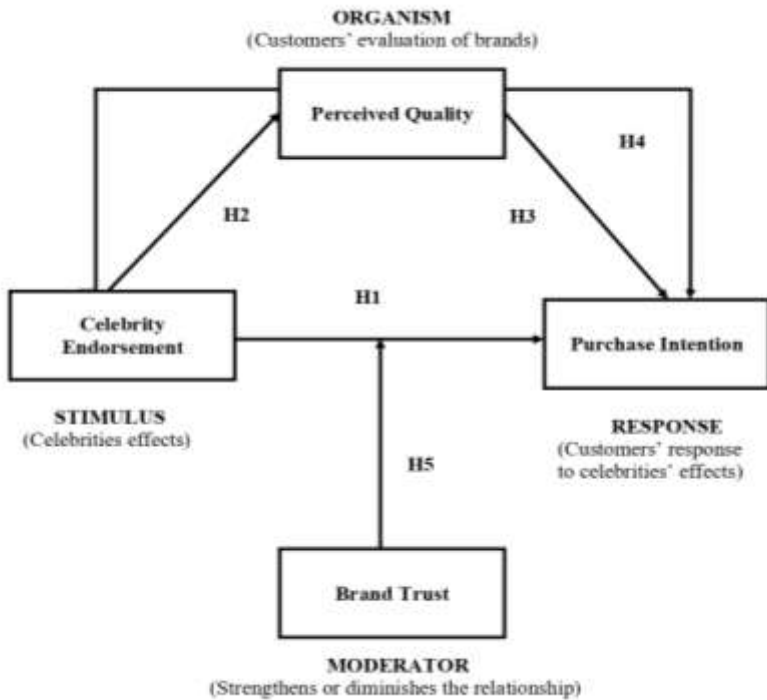 ORGANISM
(Customers' evaluation of brands)
Perceived Quality
H4
H2
H3
H1
Celebrity
Endorsement
Purchase Intention
STIMULUS
(Celebrities effects)
RESPONSE
(Customers' response
to celebrities' effects)
H5
Brand Trust
MODERATOR
(Strengthens or diminishes the relationship)